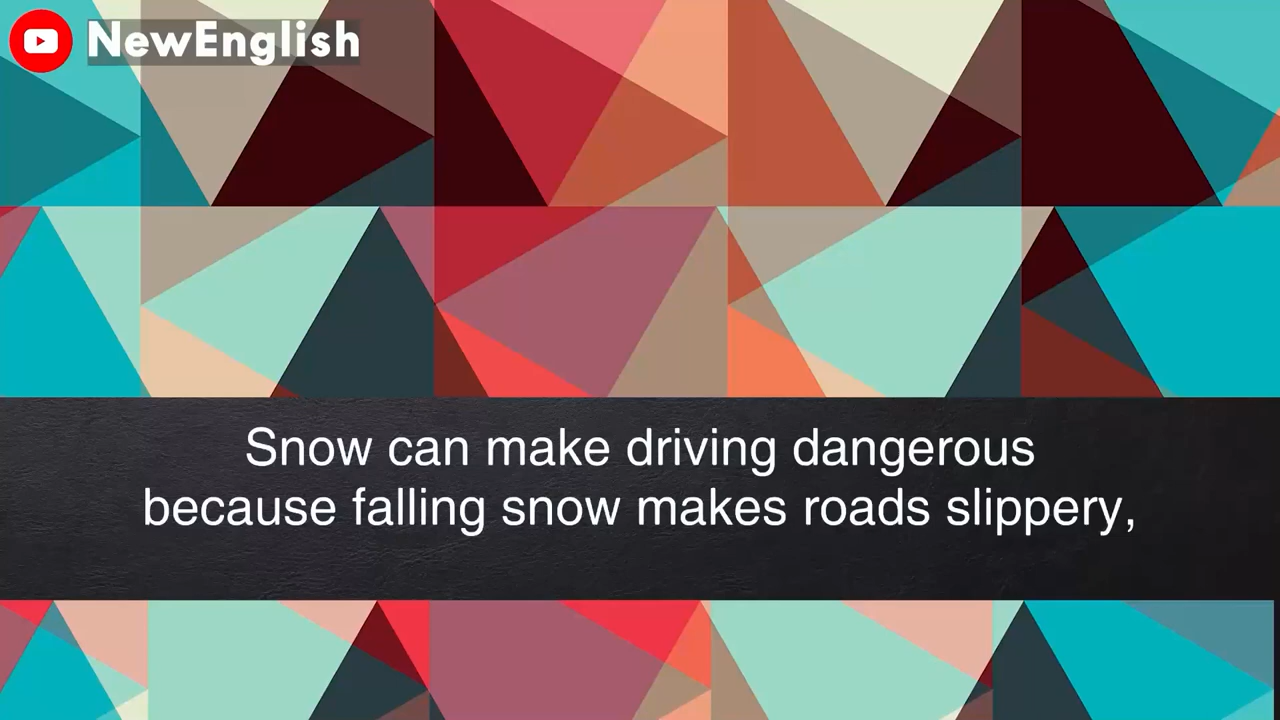 NewEnglish
Snow can make driving dangerous
because falling snow makes roads slippery,